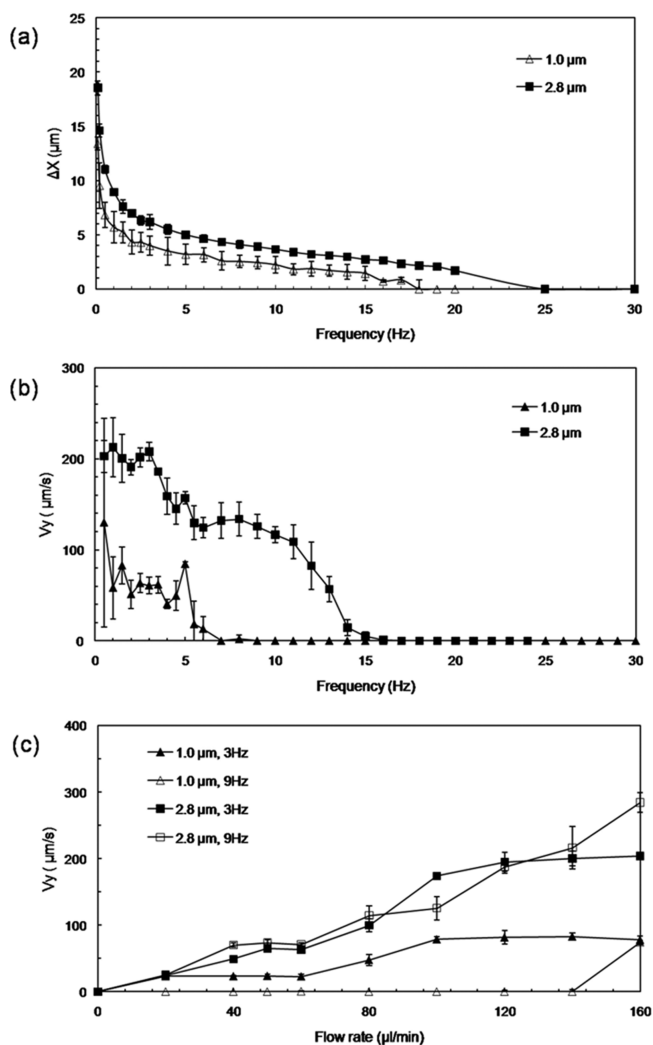 (a)
25
20
15
10
5
0
ΔX (µm)
1.0 µm
2.8 µm
0 5 10 15 20 25 30
Frequency (Hz)
(b)
300
200
100
0
Vy ( µm/s)
1.0 µm
2.8 µm
0 5 10 15 20 25 30
Frequency (Hz)
(c)
400
300
200
100
0
Vy ( µm/s)
1.0 µm, 3Hz
1.0 µm, 9Hz
2.8 µm, 3Hz
2.8 µm, 9Hz
0 40 80 120 160
Flow rate (µl/min)